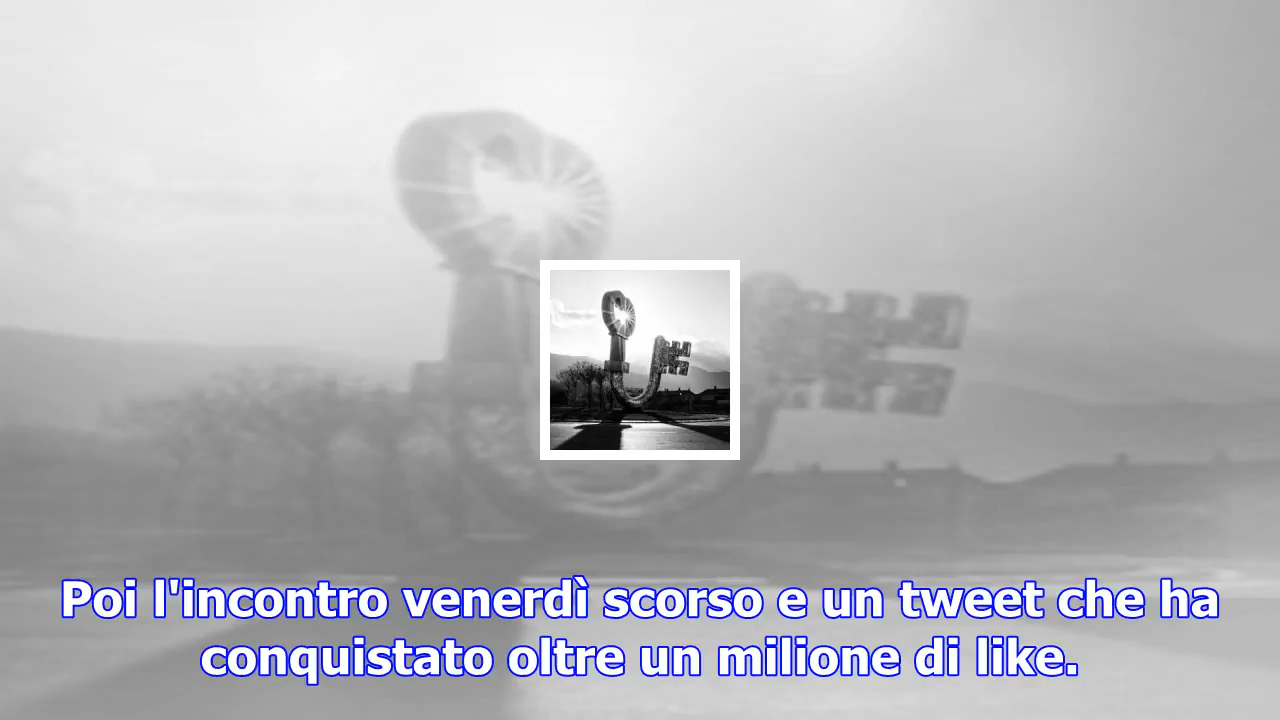 Poi l'incontro venerdì scorso e un tweet che ha
conquistato oltre un milione di like.